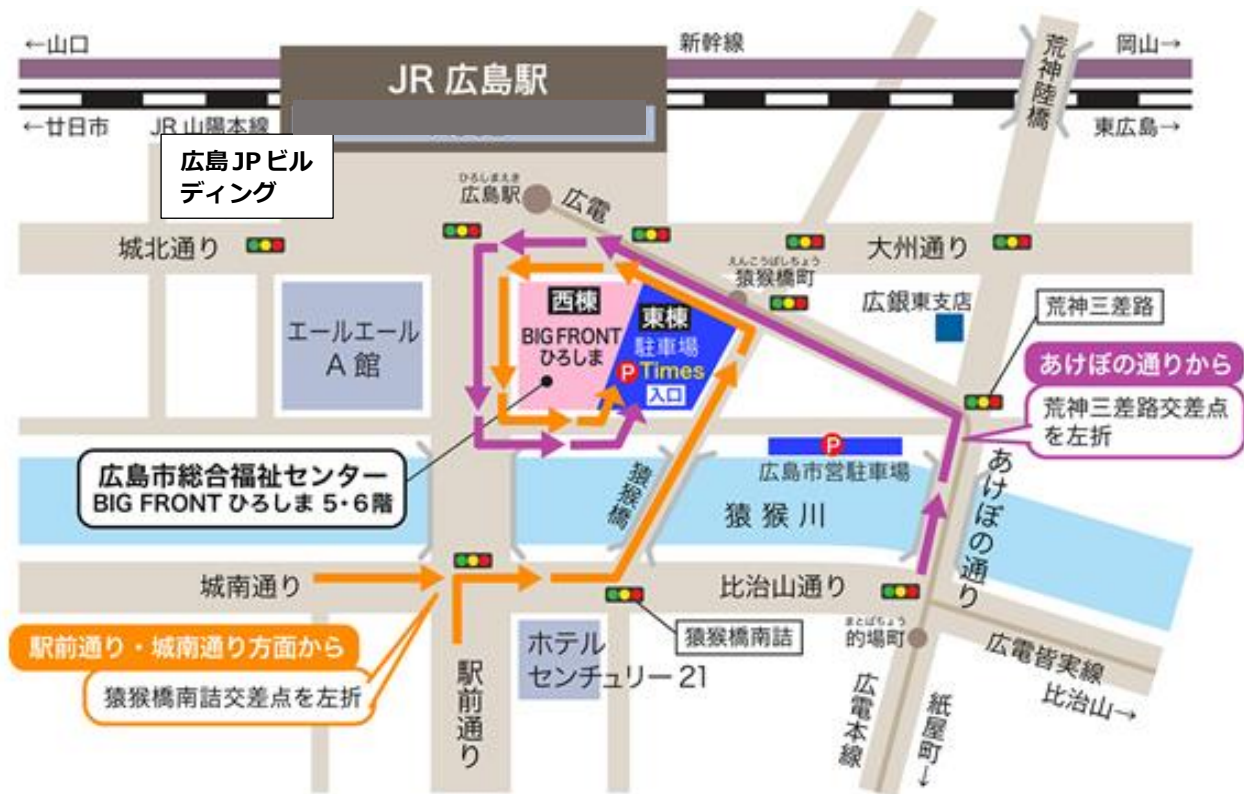 ←山口
新幹線
岡山→
JR 広島駅
荒神陸橋
←廿日市
JR 山陽本線
東広島→
広島JPビル
ディング
ひろしまえき
広島駅
広電
城北通り
大州通り
えんこうばしちょう
猿猴橋町
広銀東支店
荒神三差路
エールエール
A 館
西棟
BIG FRONT
ひろしま
東棟
駐車場
P Times
入口
あけぼの通りから
荒神三差路交差点
を左折
P
広島市営駐車場
広島市総合福祉センター
BIG FRONT ひろしま 5・6階
猿猴橋
猿猴川
あけぼの通り
城南通り
比治山通り
駅前通り・城南通り方面から
猿猴橋南詰交差点を左折
猿猴橋南詰
まとばちょう
的場町
ホテル
センチュリー 21
駅前通り
広電皆実線
比治山→
広電本線
紙屋町↓